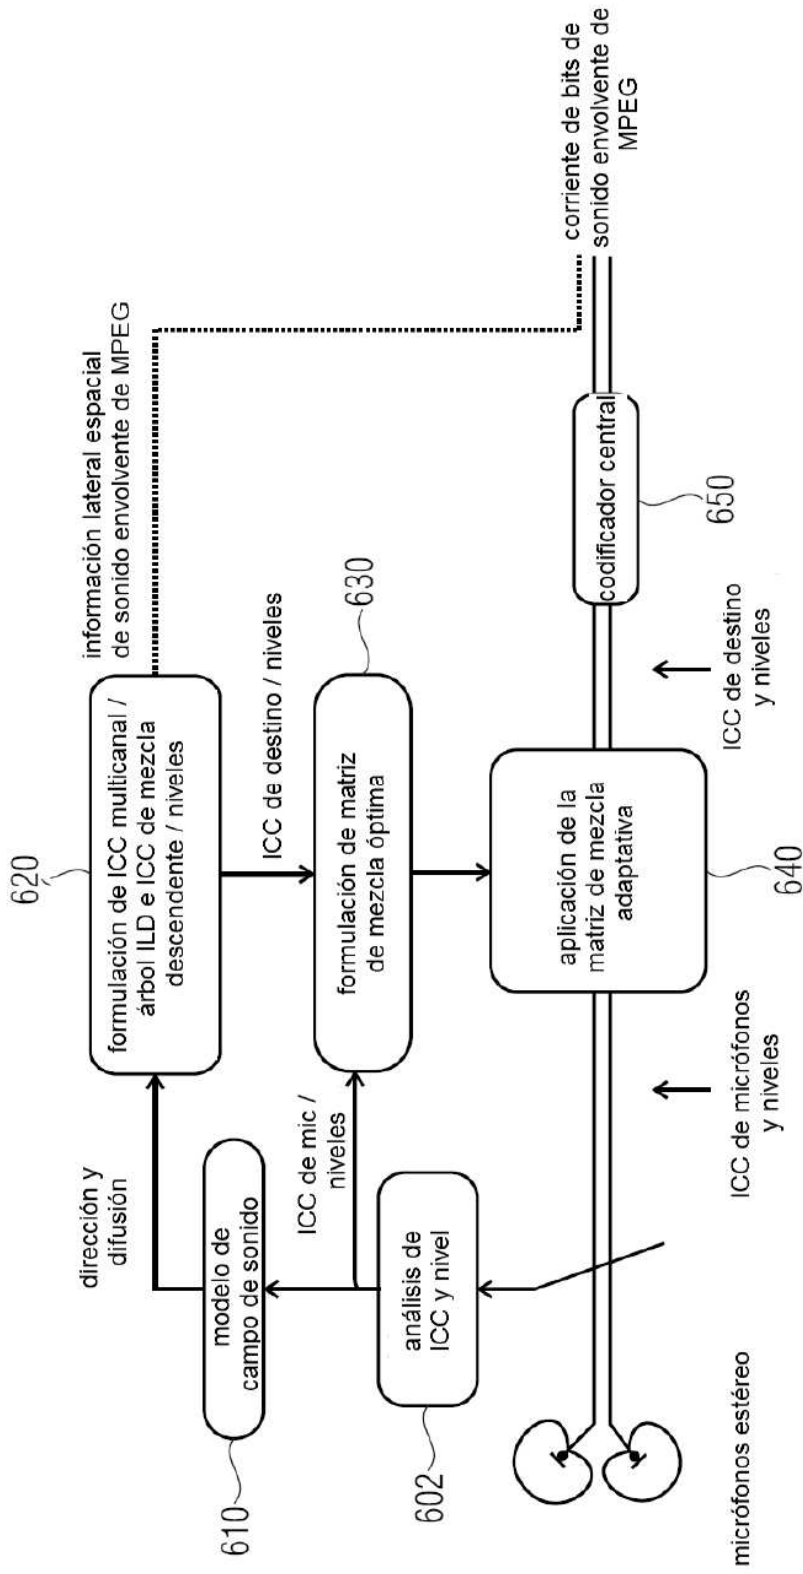 información lateral espacial
de sonido envolvente de MPEG
620
formulación de ICC multicanal /
árbol ILD e ICC de mezcla
descendente / niveles
dirección y
difusión
610
modelo de
campo de sonido
ICC de destino / niveles
630
formulación de matriz
de mezcla óptima
ICC de mic /
niveles
602
análisis de
ICC y nivel
corriente de bits de
sonido envolvente de
MPEG
aplicación de la
matriz de mezcla
adaptativa
640
codificador central
650
micrófonos estéreo
ICC de micrófonos
y niveles
ICC de destino
y niveles